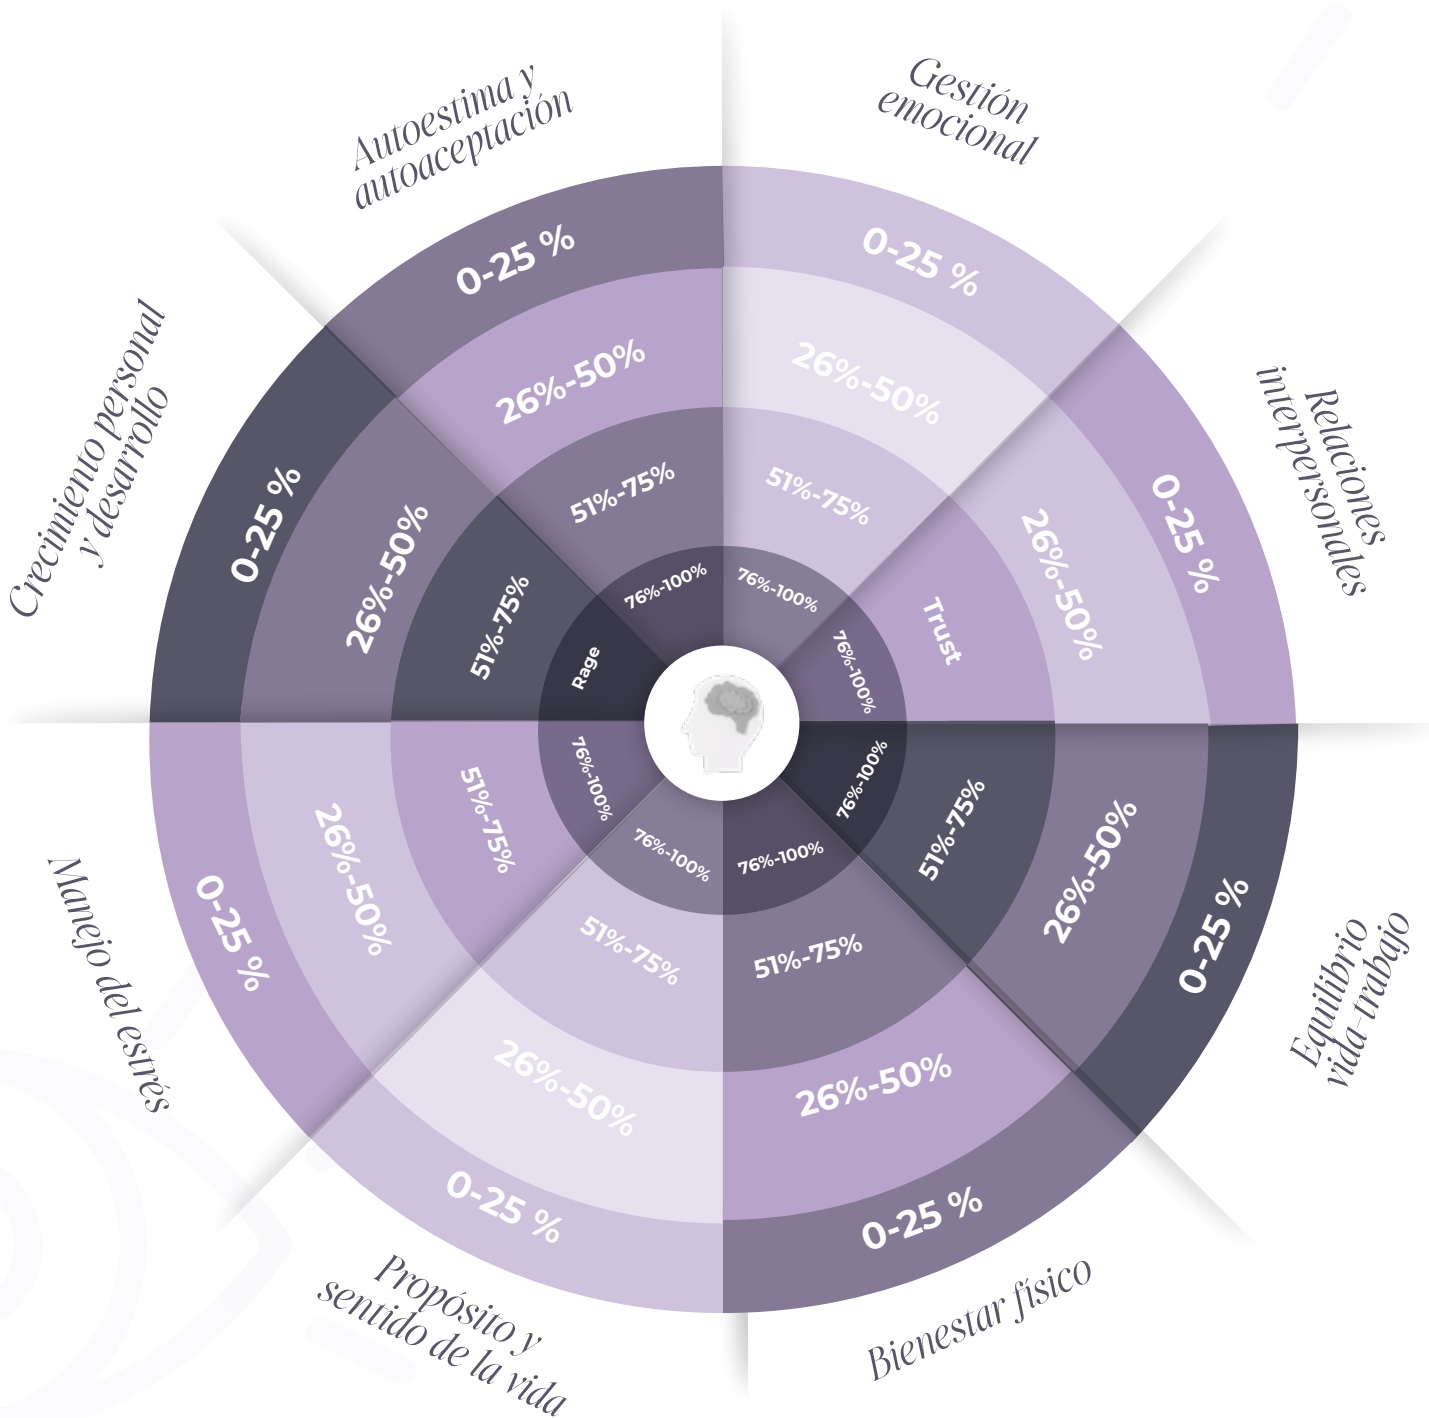 Gestión
emocional
0-25 %
26%-50%
51%-75%
76%-100%
Relaciones
interpersonales
0-25 %
26%-50%
Trust
76%-100%
Equilibrio
vida-trabajo
0-25 %
26%-50%
51%-75%
76%-100%
Bienestar físico
0-25 %
26%-50%
51%-75%
76%-100%
Propósito y
sentido de la vida
0-25 %
26%-50%
51%-75%
76%-100%
Manejo del estrés
0-25 %
26%-50%
51%-75%
76%-100%
Crecimiento personal
y desarrollo
0-25 %
26%-50%
51%-75%
Rage
Autoestima y
autoaceptación
0-25 %
26%-50%
51%-75%
76%-100%